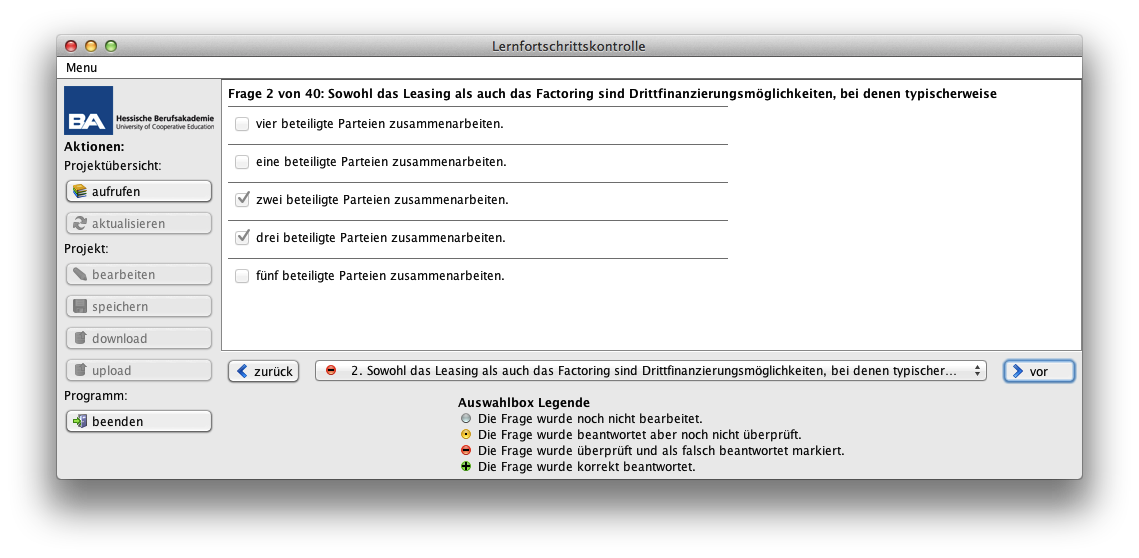 Lernfortschrittskontrolle
Menu
BA Hessische Berufsakademie
University of Cooperative Education
Aktionen:
Projektübersicht:
aufrufen
aktualisieren
Projekt:
bearbeiten
speichern
download
upload
Programm:
beenden
Frage 2 von 40: Sowohl das Leasing als auch das Factoring sind Drittfinanzierungsmöglichkeiten, bei denen typischerweise
vier beteiligte Parteien zusammenarbeiten.
eine beteiligte Parteien zusammenarbeiten.
zwei beteiligte Parteien zusammenarbeiten.
drei beteiligte Parteien zusammenarbeiten.
fünf beteiligte Parteien zusammenarbeiten.
zurück
2. Sowohl das Leasing als auch das Factoring sind Drittfinanzierungsmöglichkeiten, bei denen typischer...
vor
Auswahlbox Legende
Die Frage wurde noch nicht bearbeitet.
Die Frage wurde beantwortet aber noch nicht überprüft.
Die Frage wurde überprüft und als falsch beantwortet markiert.
Die Frage wurde korrekt beantwortet.